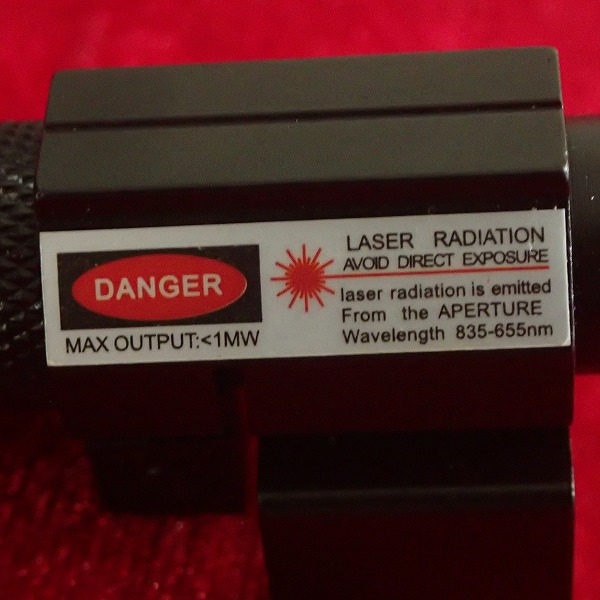 DANGER
MAX OUTPUT:<1MW
LASER RADIATION
AVOID DIRECT EXPOSURE
laser radiation is emitted
From the APERTURE
Wavelength 835-655nm